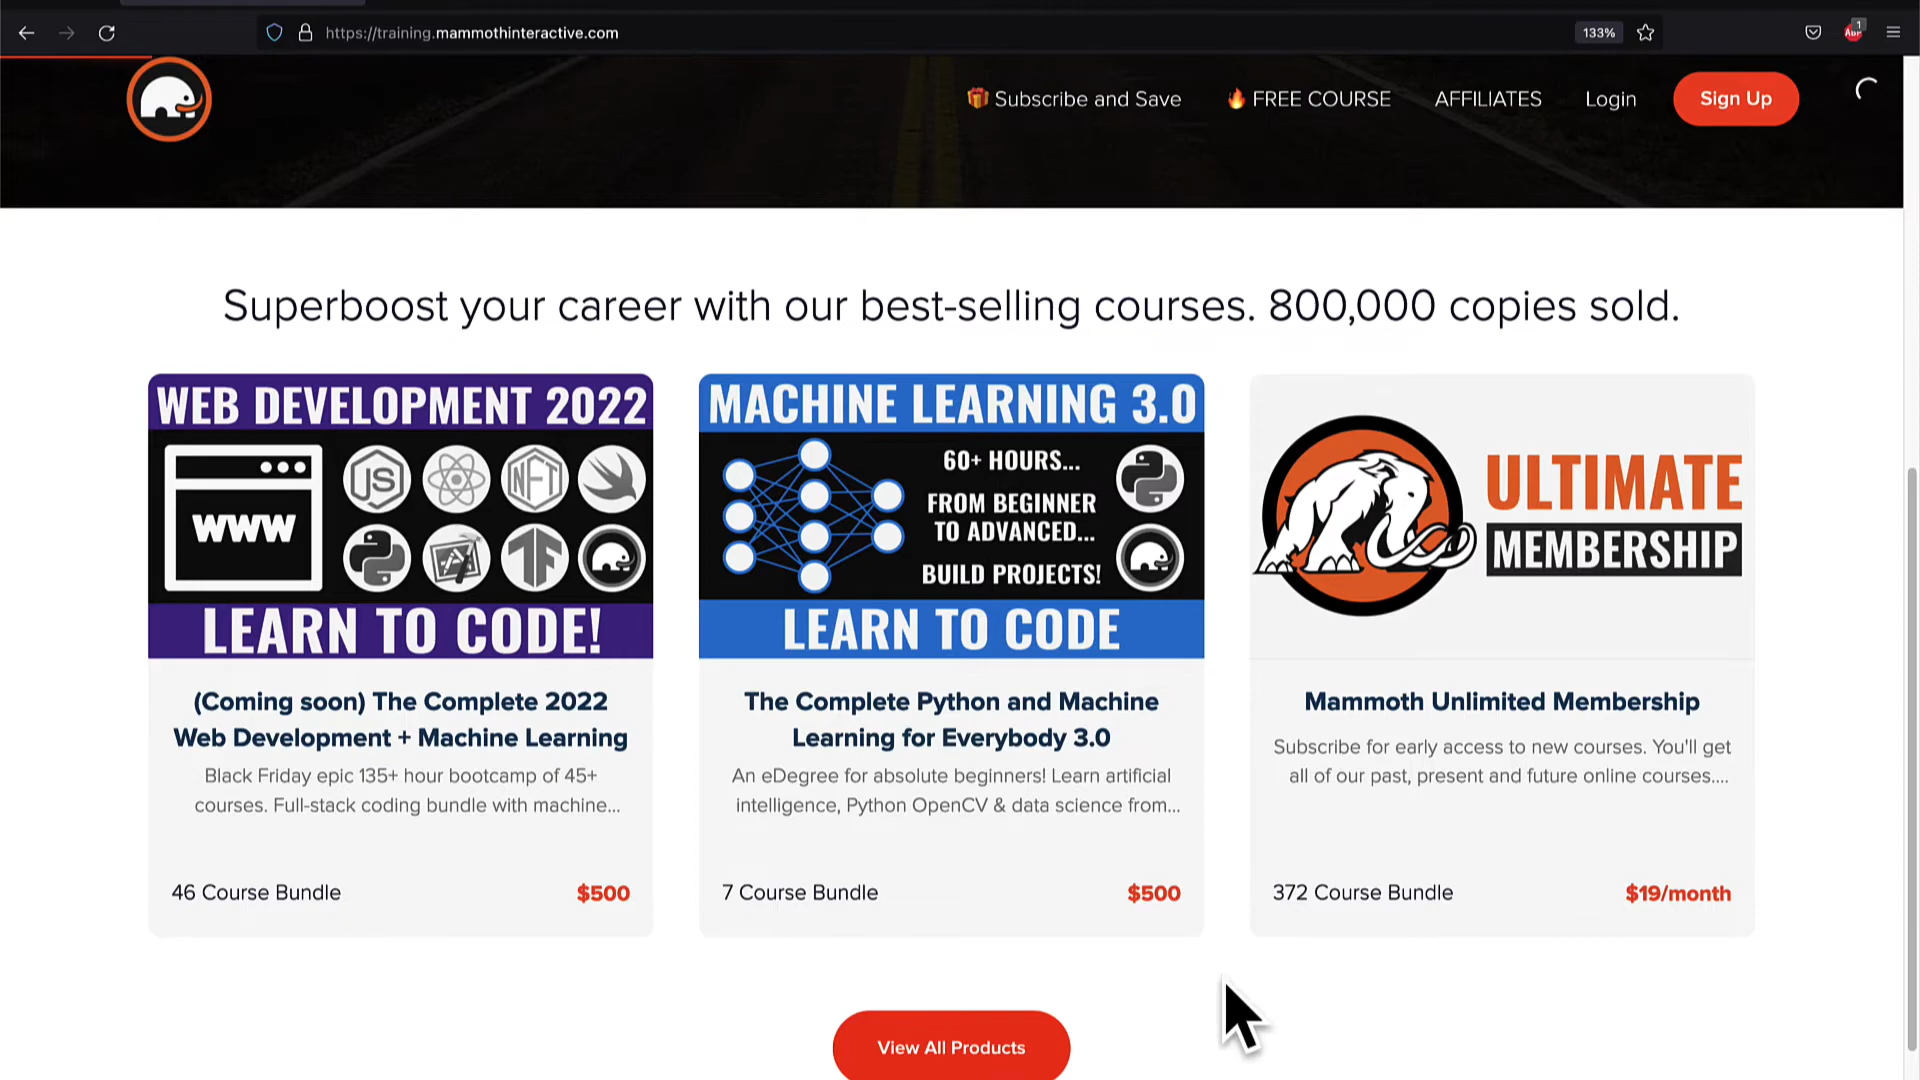 https://training.mammothinteractive.com
133%
ABP
1
Subscribe and Save
FREE COURSE
AFFILIATES
Login
Sign Up
Superboost your career with our best-selling courses. 800,000 copies sold.
WEB DEVELOPMENT 2022
WWW
JS
NFT
LEARN TO CODE!
(Coming soon) The Complete 2022
Web Development + Machine Learning
Black Friday epic 135+ hour bootcamp of 45+
courses. Full-stack coding bundle with machine...
46 Course Bundle
$500
MACHINE LEARNING 3.0
60+ HOURS...
FROM BEGINNER
TO ADVANCED...
BUILD PROJECTS!
LEARN TO CODE
The Complete Python and Machine
Learning for Everybody 3.0
An eDegree for absolute beginners! Learn artificial
intelligence, Python OpenCV & data science from...
7 Course Bundle
$500
ULTIMATE
MEMBERSHIP
Mammoth Unlimited Membership
Subscribe for early access to new courses. You'll get
all of our past, present and future online courses....
372 Course Bundle
$19/month
View All Products